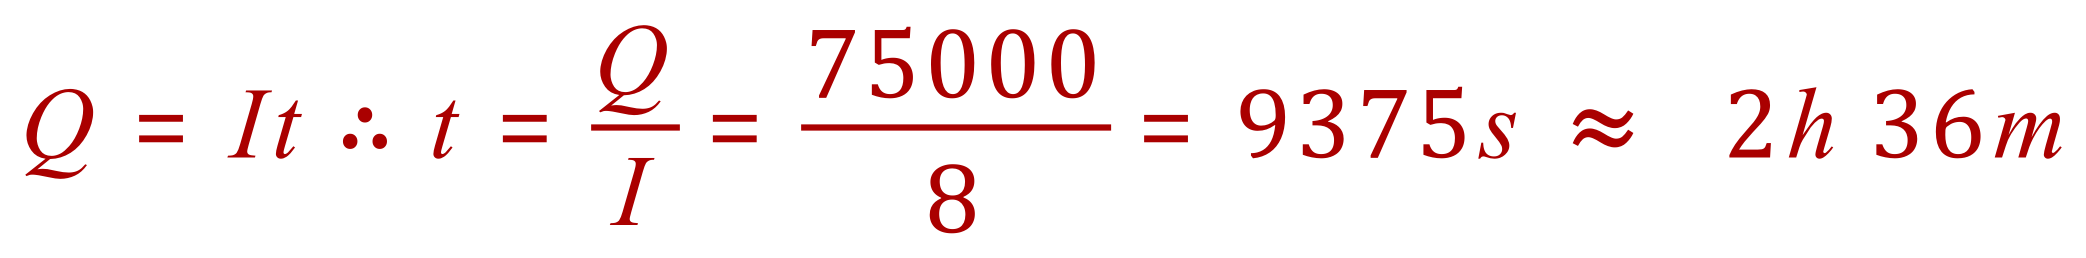 Q = It ∴ t = Q/I = 75000/8 = 9375s ≈ 2h 36m